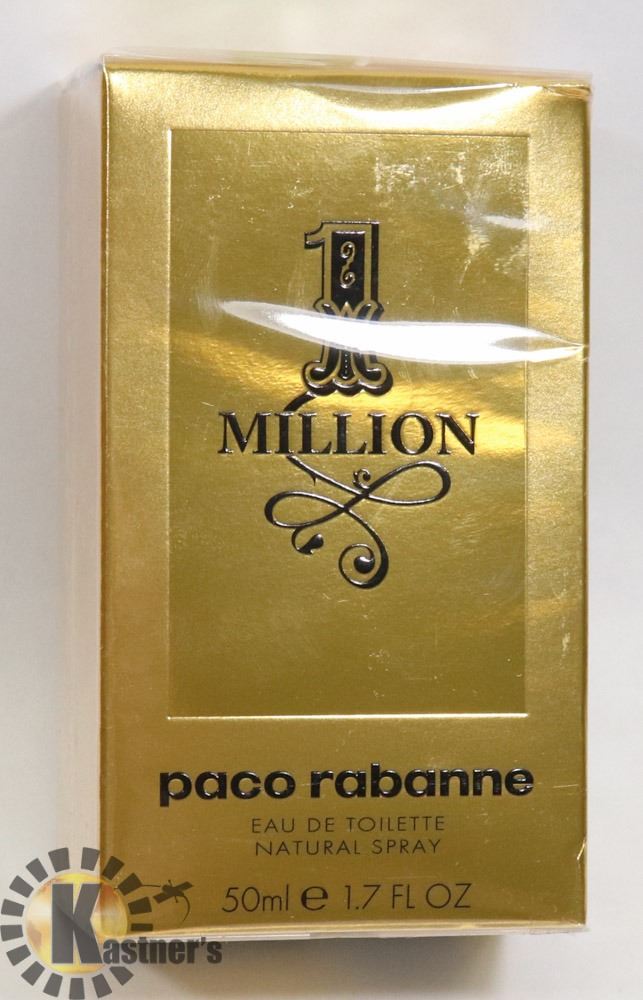 1
MILLION
paco rabanne
EAU DE TOILETTE
NATURAL SPRAY
50ml e 1.7 FL OZ
Kastner's